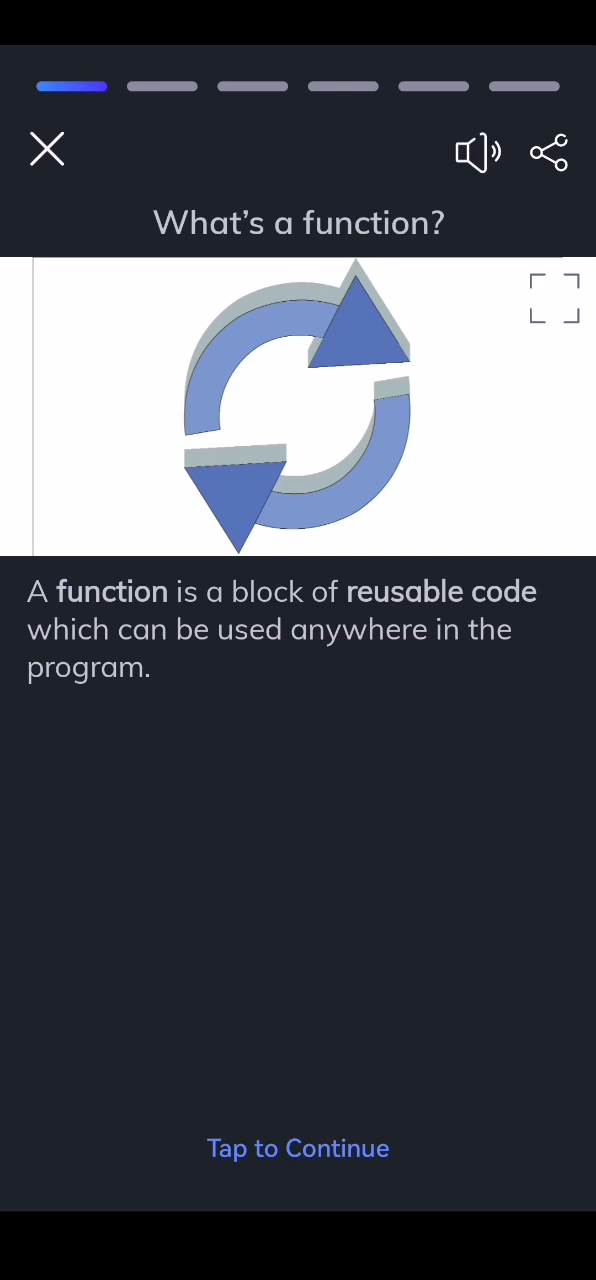 What’s a function?
A function is a block of reusable code
which can be used anywhere in the
program.
Tap to Continue